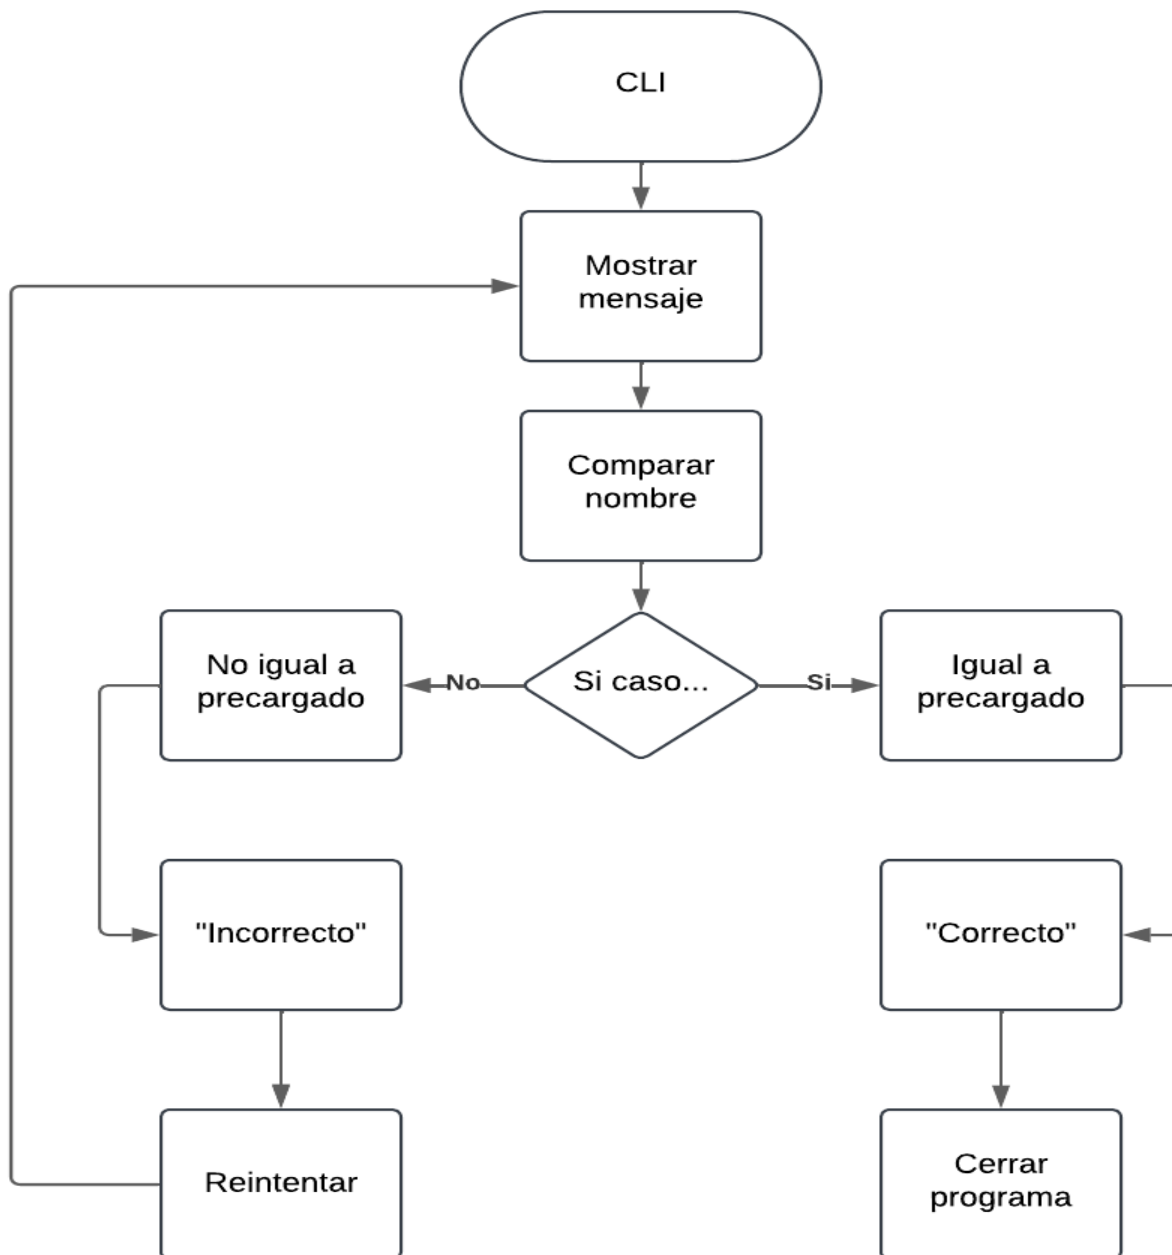 CLI
Mostrar
mensaje
Comparar
nombre
No igual a
precargado
No
Si caso...
Si
Igual a
precargado
"Incorrecto"
"Correcto"
Reintentar
Cerrar
programa